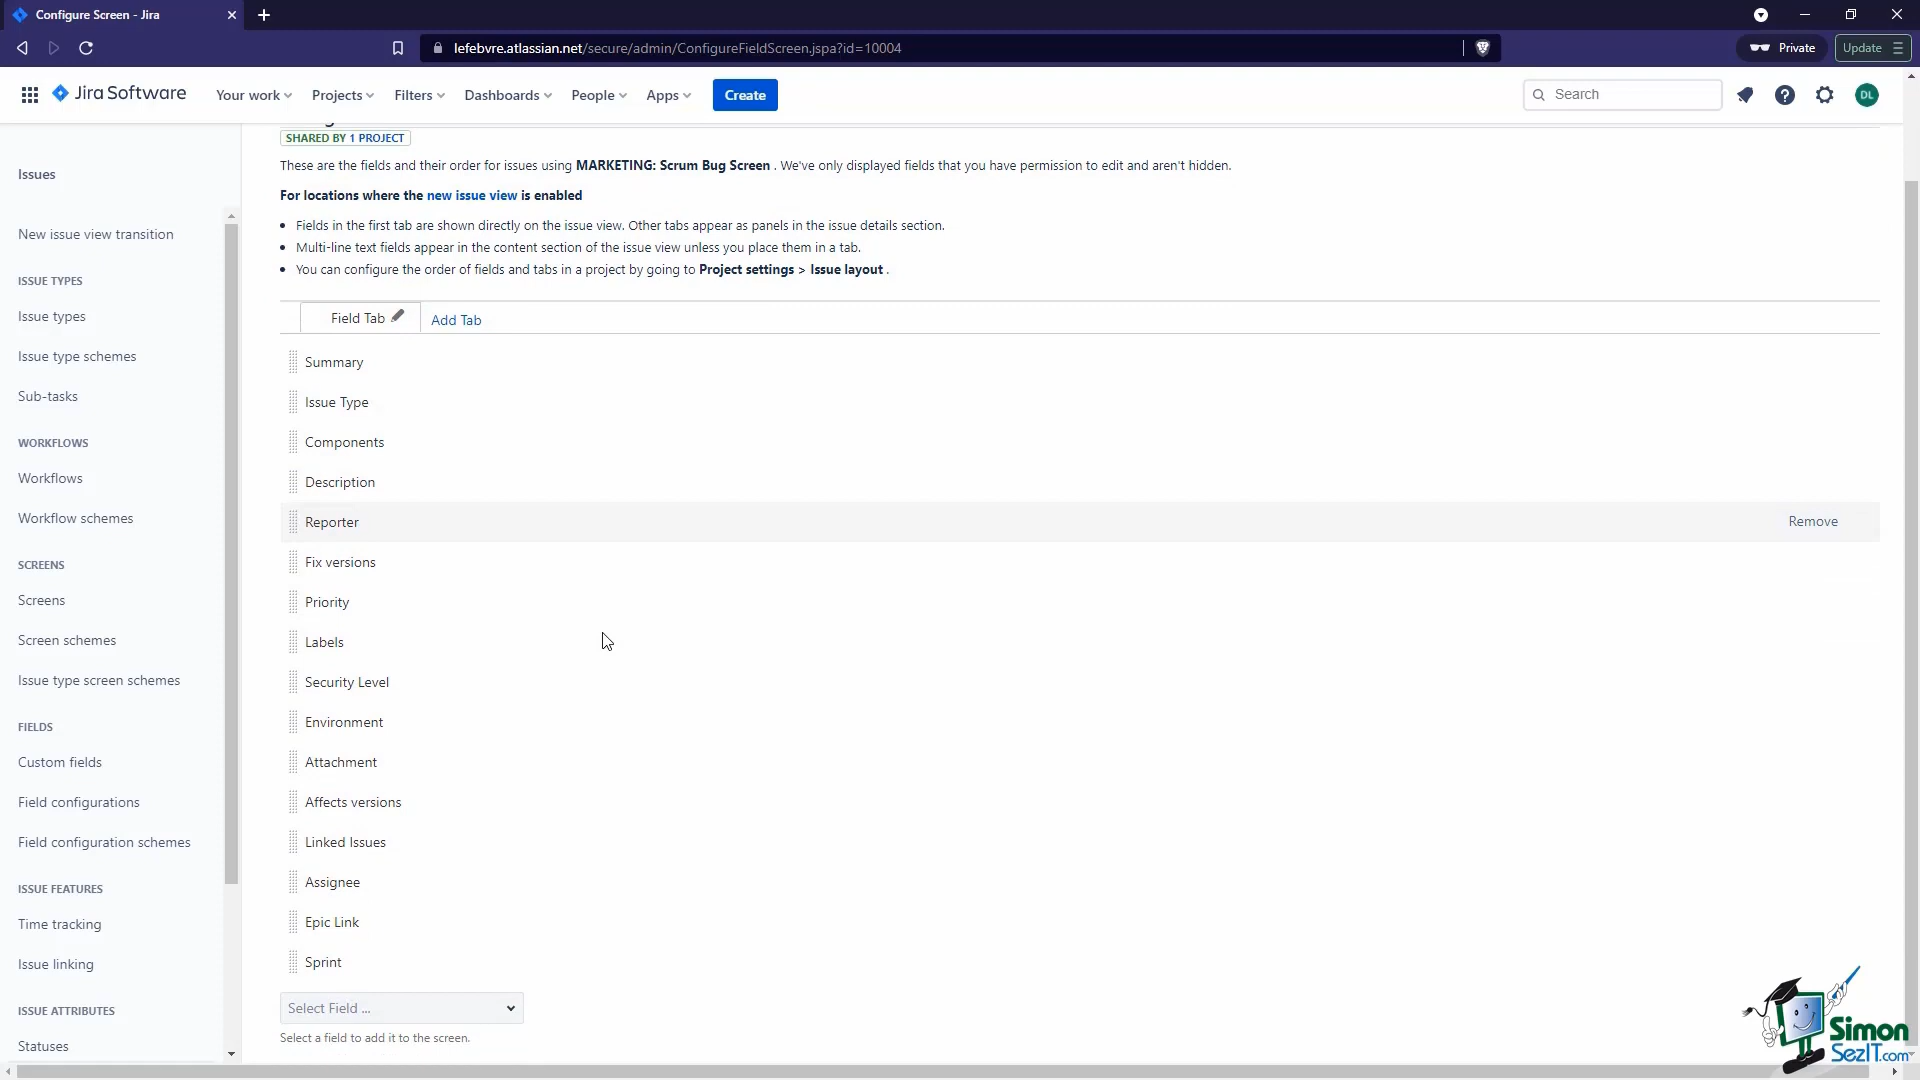 Configure Screen - Jira
lefebvre.atlassian.net/secure/admin/ConfigureFieldScreen.jspa?id=10004
Private
Update
Jira Software
Your work
Projects
Filters
Dashboards
People
Apps
Create
Search
DL
Issues
New issue view transition
ISSUE TYPES
Issue types
Issue type schemes
Sub-tasks
WORKFLOWS
Workflows
Workflow schemes
SCREENS
Screens
Screen schemes
Issue type screen schemes
FIELDS
Custom fields
Field configurations
Field configuration schemes
ISSUE FEATURES
Time tracking
Issue linking
ISSUE ATTRIBUTES
Statuses
SHARED BY 1 PROJECT
These are the fields and their order for issues using MARKETING: Scrum Bug Screen . We've only displayed fields that you have permission to edit and aren't hidden.
For locations where the new issue view is enabled
• Fields in the first tab are shown directly on the issue view. Other tabs appear as panels in the issue details section.
• Multi-line text fields appear in the content section of the issue view unless you place them in a tab.
• You can configure the order of fields and tabs in a project by going to Project settings > Issue layout .
Field Tab
Add Tab
Summary
Issue Type
Components
Description
Reporter
Remove
Fix versions
Priority
Labels
Security Level
Environment
Attachment
Affects versions
Linked Issues
Assignee
Epic Link
Sprint
Select Field ...
Select a field to add it to the screen.
Simon
SezIT.com